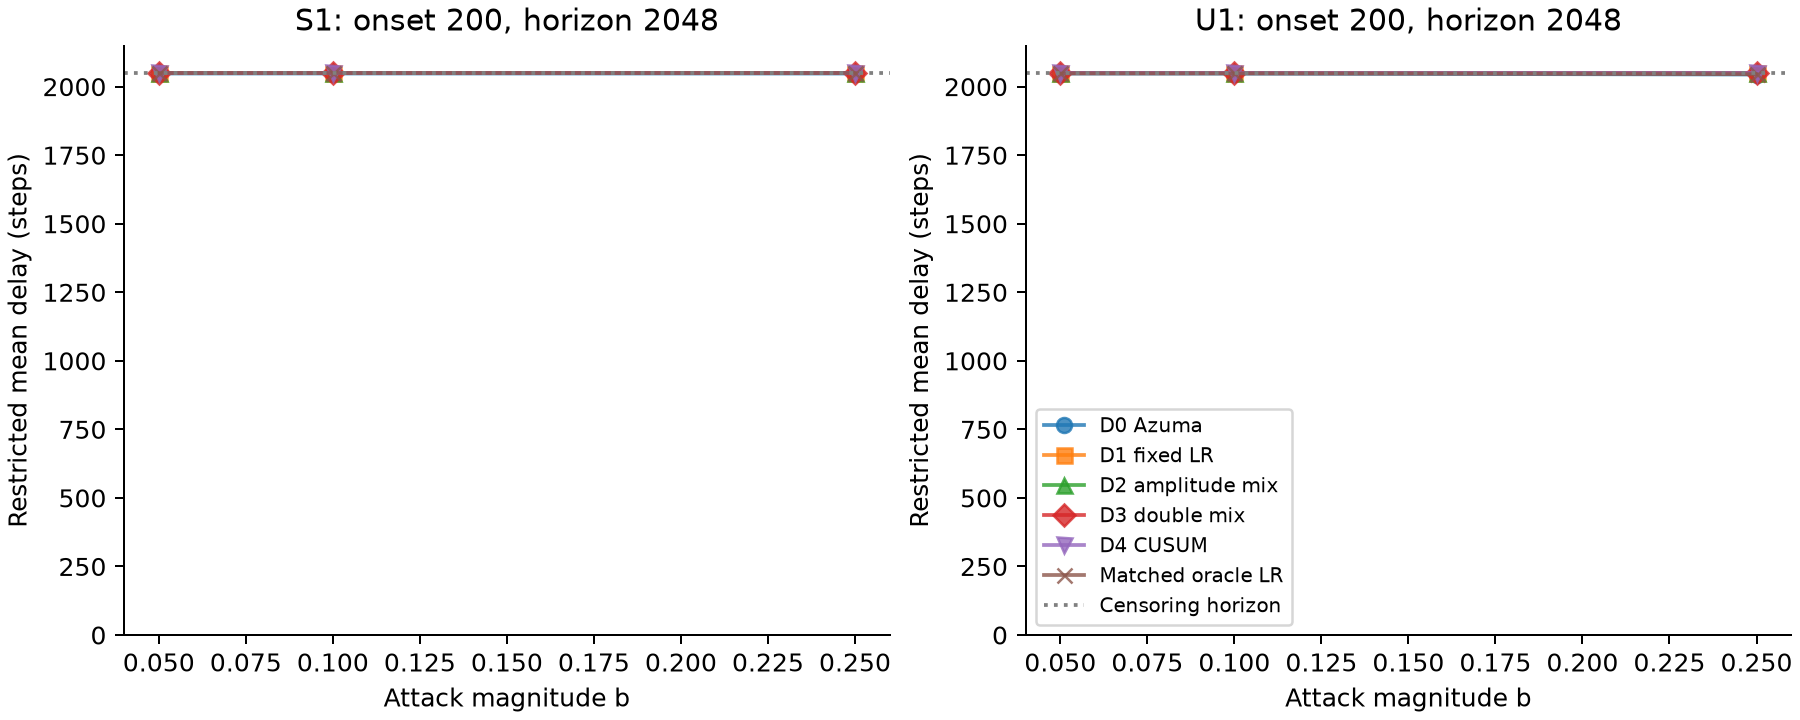 S1: onset 200, horizon 2048
Restricted mean delay (steps)
2000
1750
1500
1250
1000
750
500
250
0
0.050 0.075 0.100 0.125 0.150 0.175 0.200 0.225 0.250
Attack magnitude b
U1: onset 200, horizon 2048
Restricted mean delay (steps)
2000
1750
1500
1250
1000
750
500
250
0
D0 Azuma
D1 fixed LR
D2 amplitude mix
D3 double mix
D4 CUSUM
Matched oracle LR
Censoring horizon
0.050 0.075 0.100 0.125 0.150 0.175 0.200 0.225 0.250
Attack magnitude b